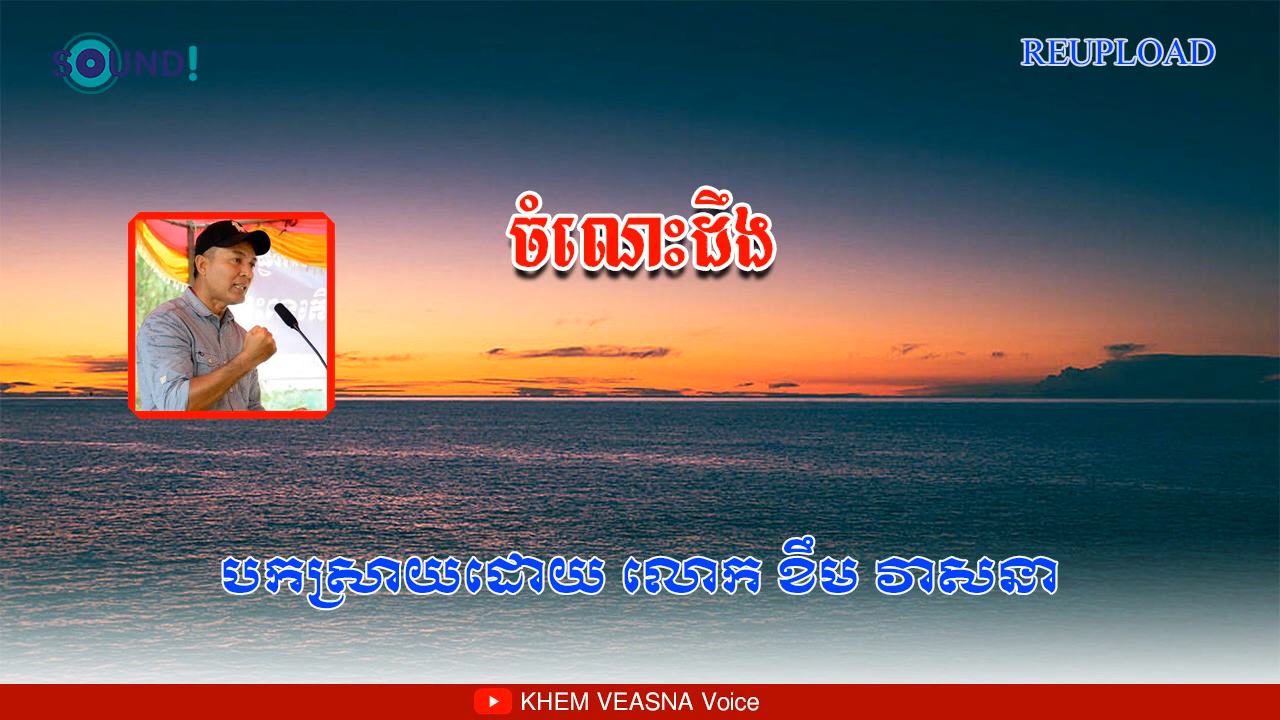 SOUND!
REUPLOAD
ចំណេះដឹង
បកស្រាយដោយ លោក ខឹម វាសនា
KHEM VEASNA Voice